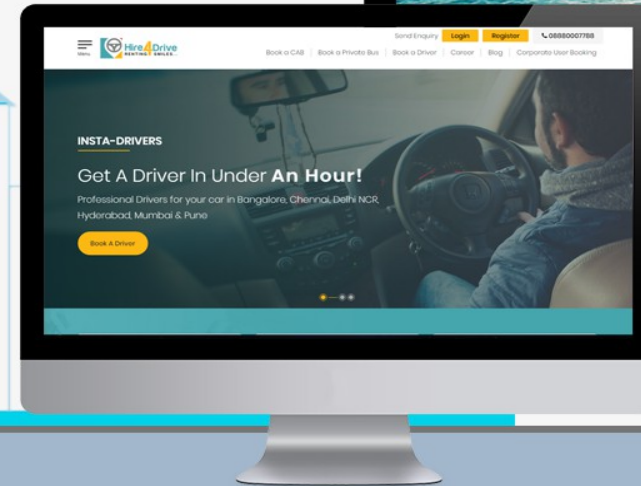 Send Enquiry Login Register 08880007788
Menu Hire4Drive
RENTING SMILES...
Book a CAB | Book a Private Bus | Book a Driver | Career | Blog | Corporate User Booking
INSTA-DRIVERS
Get A Driver In Under An Hour!
Professional Drivers for your car in Bangalore, Chennai, Delhi NCR,
Hyderabad, Mumbai & Pune
Book A Driver